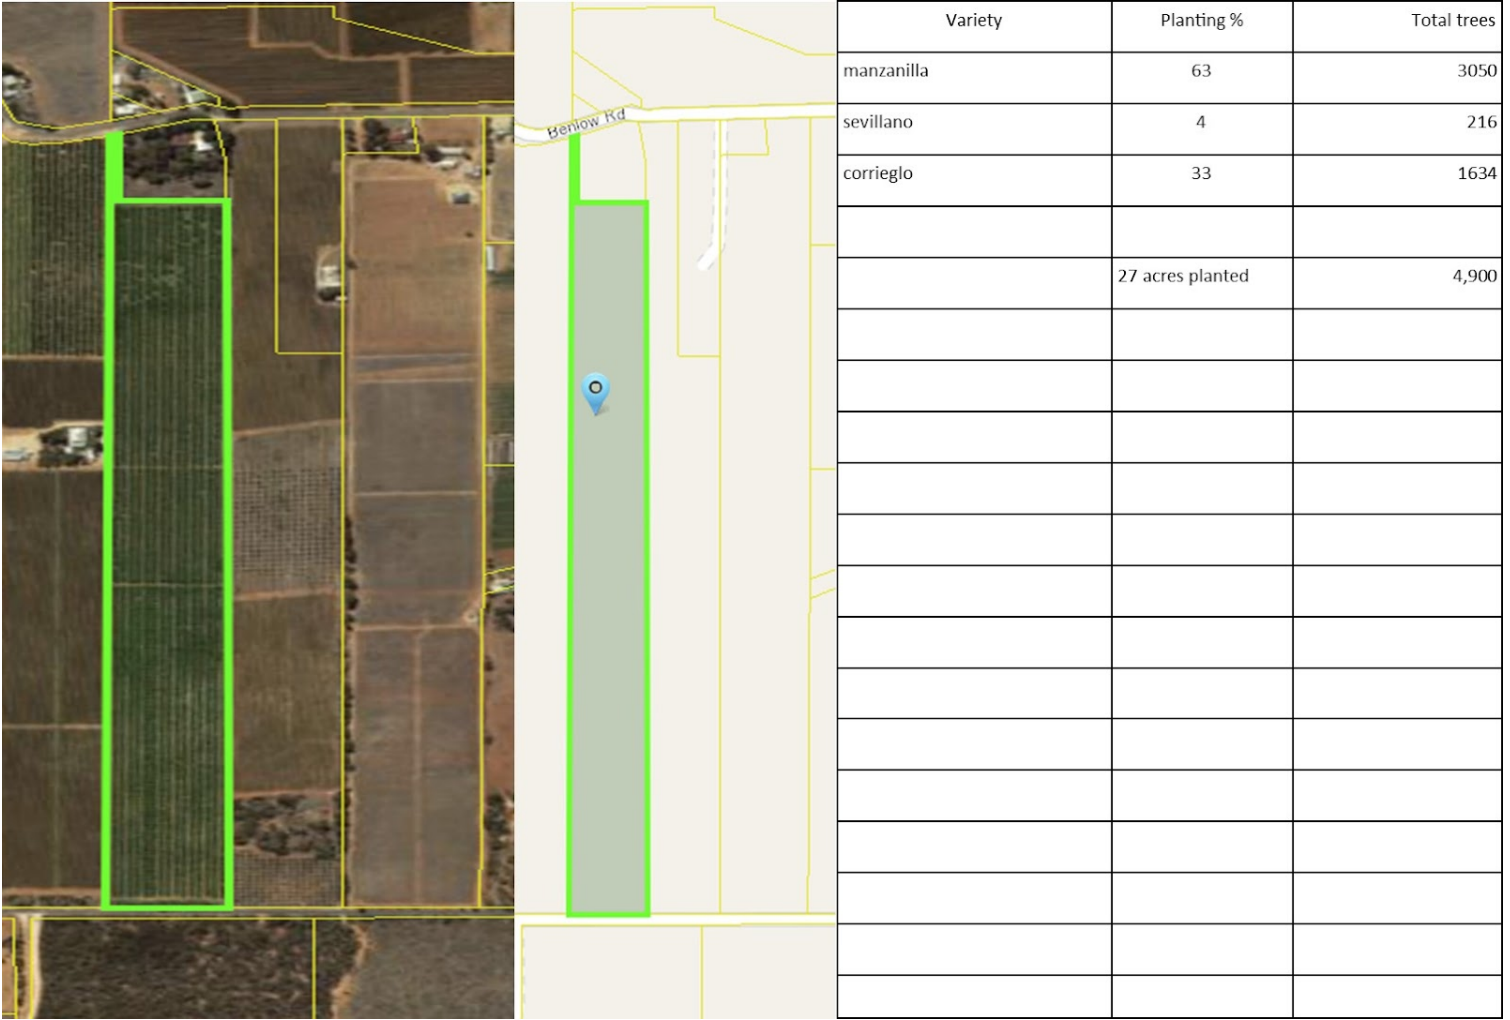 Benlow Rd
Variety Planting % Total trees
manzanilla 63 3050
sevillano 4 216
corrieglo 33 1634
27 acres planted 4,900